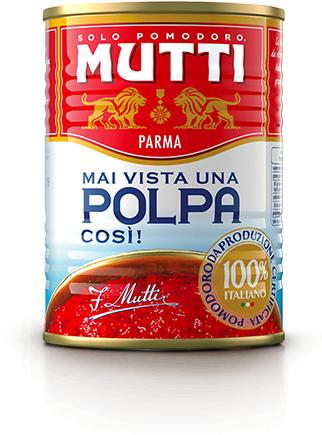 SOLO POMODORO.
MUTTI
PARMA
MAI VISTA UNA
POLPA
COSÌ!
F. Mutti
POMODORO DA PRODUZIONE CERTIFICATA
100%
ITALIANO